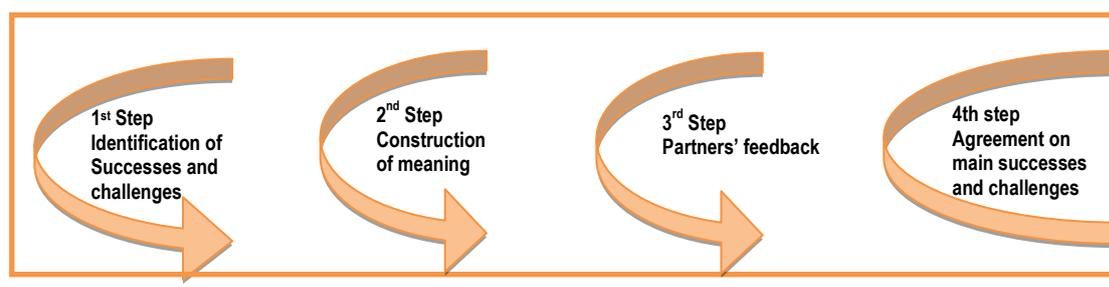 1st Step
Identification of
Successes and
challenges
2nd Step
Construction
of meaning
3rd Step
Partners' feedback
4th step
Agreement on
main successes
and challenges